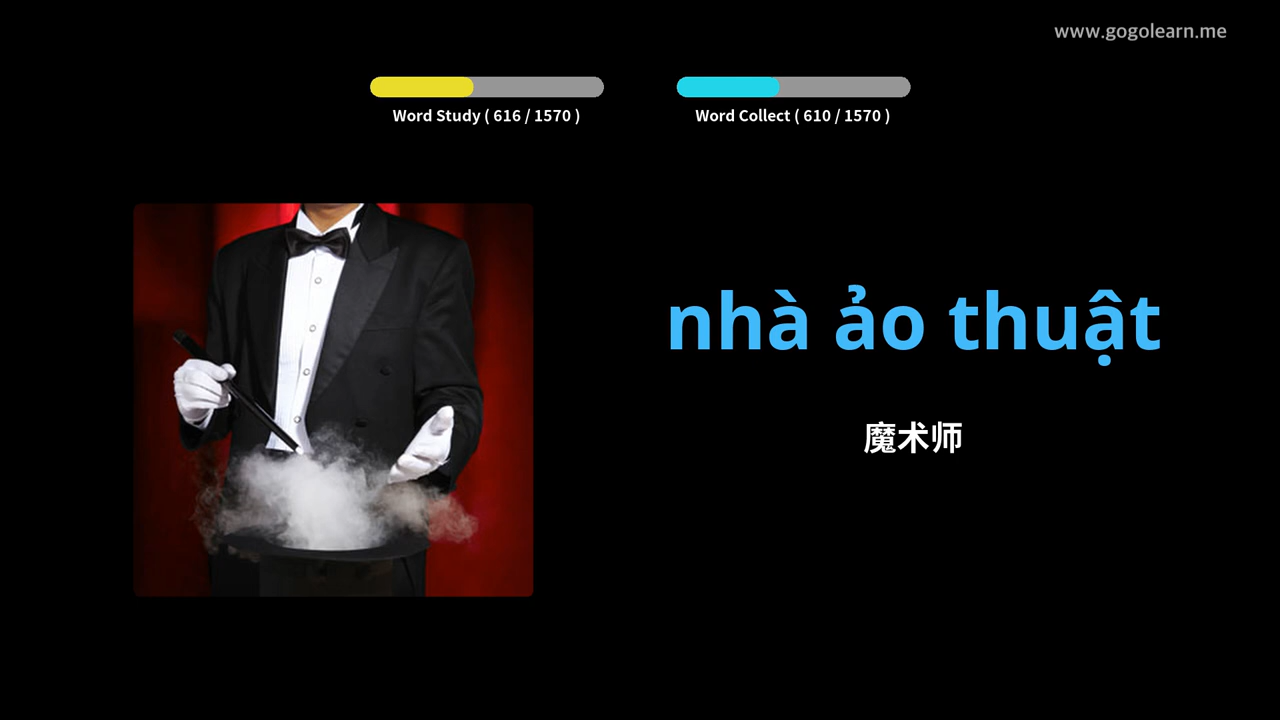 www.gogolearn.me
Word Study ( 616 / 1570 )
Word Collect ( 610 / 1570 )
nhà ảo thuật
魔术师